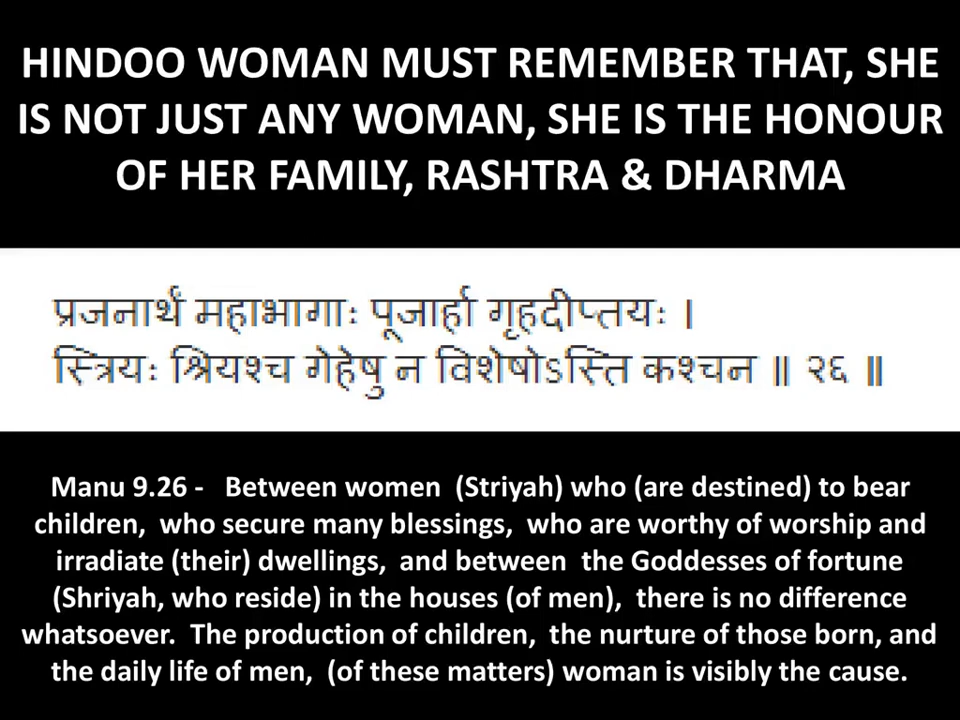 HINDOO WOMAN MUST REMEMBER THAT, SHE
IS NOT JUST ANY WOMAN, SHE IS THE HONOUR
OF HER FAMILY, RASHTRA & DHARMA
प्रजनार्थं महाभागाः पूजार्हा गृहदीप्तयः ।
स्त्रियः श्रियश्च गेहेषु न विशेषोऽस्ति कश्चन ॥ २६ ॥
Manu 9.26 - Between women (Striyah) who (are destined) to bear
children, who secure many blessings, who are worthy of worship and
irradiate (their) dwellings, and between the Goddesses of fortune
(Shriyah, who reside) in the houses (of men), there is no difference
whatsoever. The production of children, the nurture of those born, and
the daily life of men, (of these matters) woman is visibly the cause.